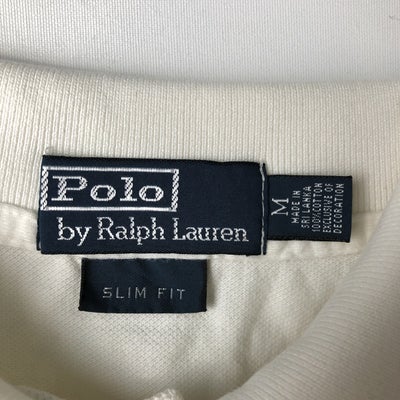 Polo
by Ralph Lauren
M
MADE IN
SRI LANKA
100% COTTON
EXCLUSIVE OF
DECORATION
SLIM FIT